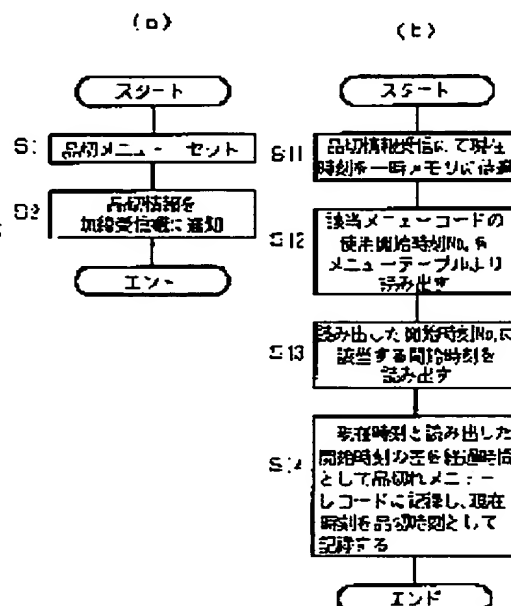 (a)
スタート
S1
品切メニュー セット
S2
品切情報を
無線受信機に通知
エンド
(b)
スタート
S11
品切情報受信にて現在
時刻を一時メモリに待避
S12
該当メニューコードの
使用開始時刻No.を
メニューテーブルより
読み出す
S13
読み出した開始時刻No.に
該当する開始時刻を
読み出す
S14
現在時刻と読み出した
開始時刻の差を経過時間
として品切れメニュー
レコードに記録し、現在
時刻を品切時刻として
記録する
エンド